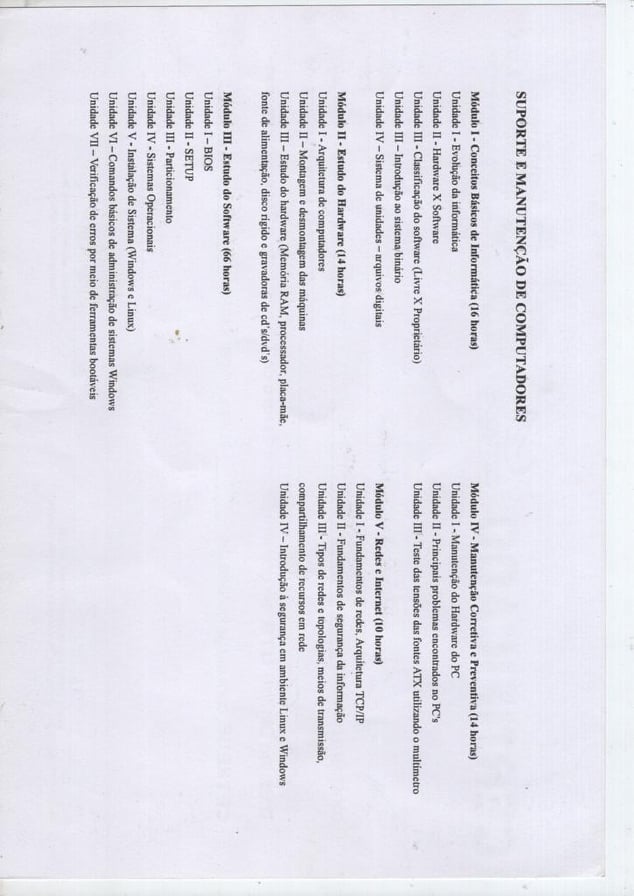 SUPORTE E MANUTENÇÃO DE COMPUTADORES
Módulo I - Conceitos Básicos de Informática (16 horas)
Unidade I - Evolução da informática
Unidade II - Hardware X Software
Unidade III - Classificação do software (Livre X Proprietário)
Unidade III – Introdução ao sistema binário
Unidade IV – Sistema de unidades – arquivos digitais
Módulo II - Estudo do Hardware (14 horas)
Unidade I - Arquitetura de computadores
Unidade II – Montagem e desmontagem das máquinas
Unidade III – Estudo do hardware (Memória RAM, processador, placa-mãe,
fonte de alimentação, disco rígido e gravadoras de cd's/dvd's)
Módulo III - Estudo do Software (66 horas)
Unidade I – BIOS
Unidade II - SETUP
Unidade III - Particionamento
Unidade IV - Sistemas Operacionais
Unidade V - Instalação de Sistema (Windows e Linux)
Unidade VI – Comandos básicos de administração de sistemas Windows
Unidade VII – Verificação de erros por meio de ferramentas bootáveis
Módulo IV - Manutenção Corretiva e Preventiva (14 horas)
Unidade I - Manutenção do Hardware do PC
Unidade II - Principais problemas encontrados no PC's
Unidade III - Teste das tensões das fontes ATX utilizando o multímetro
Módulo V - Redes e Internet (10 horas)
Unidade I - Fundamentos de redes, Arquitetura TCP/IP
Unidade II - Fundamentos de segurança da informação
Unidade III - Tipos de redes e topologias, meios de transmissão,
compartilhamento de recursos em rede
Unidade IV – Introdução à segurança em ambiente Linux e Windows